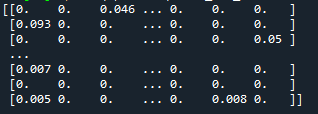 [[0. 0. 0.046 ... 0. 0. 0. ]
[0.093 0. 0. ... 0. 0. 0. ]
[0. 0. 0. ... 0. 0. 0.05 ]
...
[0.007 0. 0. ... 0. 0. 0. ]
[0. 0. 0. ... 0. 0. 0. ]
[0.005 0. 0. ... 0. 0.008 0. ]]